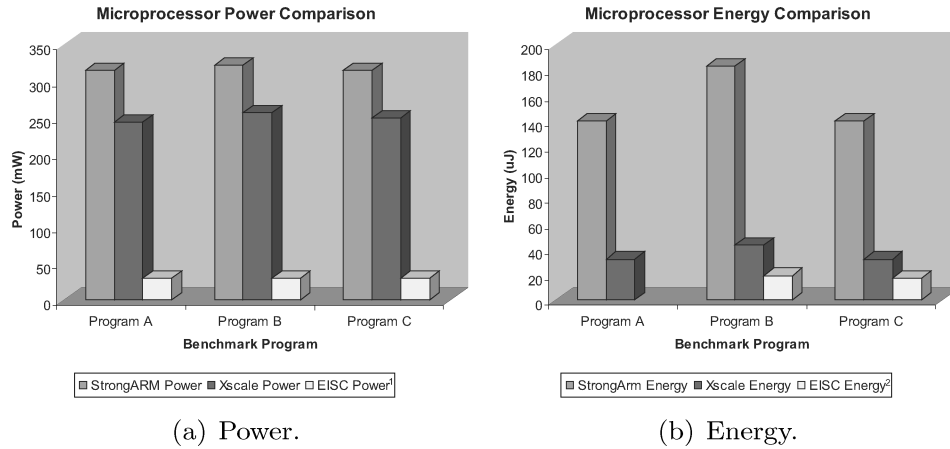 Microprocessor Power Comparison
350
300
250
200
150
100
50
0
Power (mW)
Program A Program B Program C
Benchmark Program
StrongARM Power Xscale Power EISC Power¹
(a) Power.
Microprocessor Energy Comparison
200
180
160
140
120
100
80
60
40
20
0
Energy (uJ)
Program A Program B Program C
Benchmark Program
StrongArm Energy Xscale Energy EISC Energy²
(b) Energy.